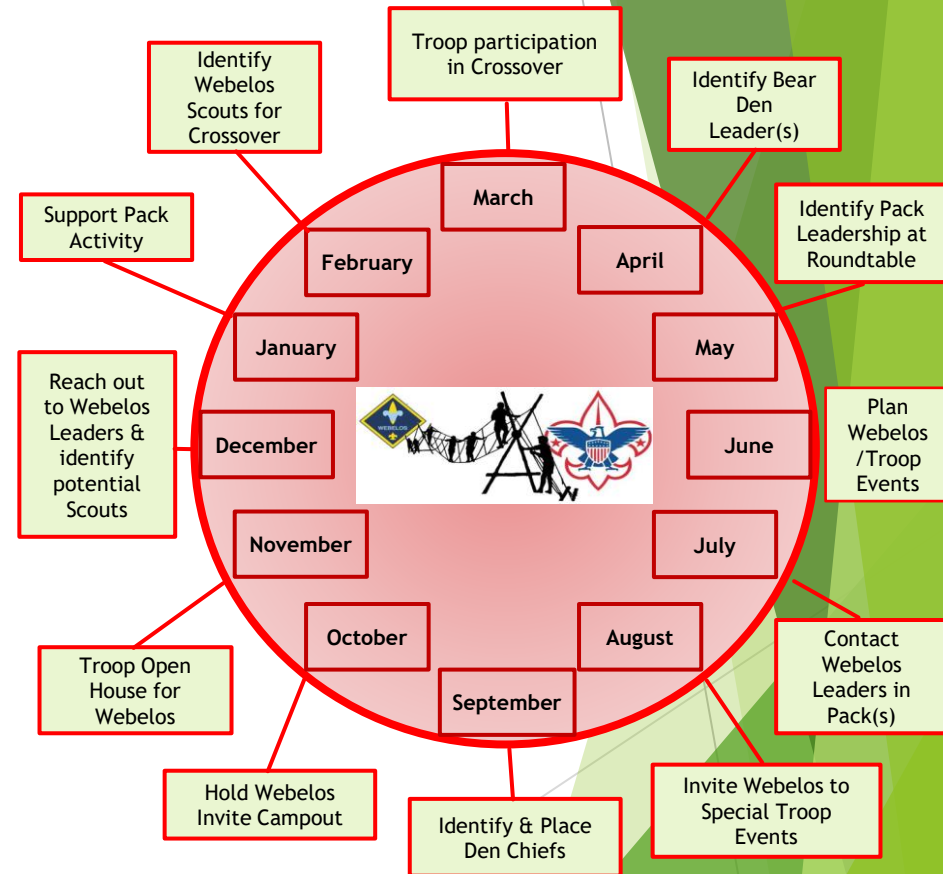 Troop participation
in Crossover
Identify
Webelos
Scouts for
Crossover
Identify Bear
Den
Leader(s)
Support Pack
Activity
Identify Pack
Leadership at
Roundtable
March
February
April
January
May
Reach out
to Webelos
Leaders &
identify
potential
Scouts
December
WEBELOS
June
Plan
Webelos
/Troop
Events
November
July
October
August
September
Troop Open
House for
Webelos
Contact
Webelos
Leaders in
Pack(s)
Hold Webelos
Invite Campout
Identify & Place
Den Chiefs
Invite Webelos to
Special Troop
Events